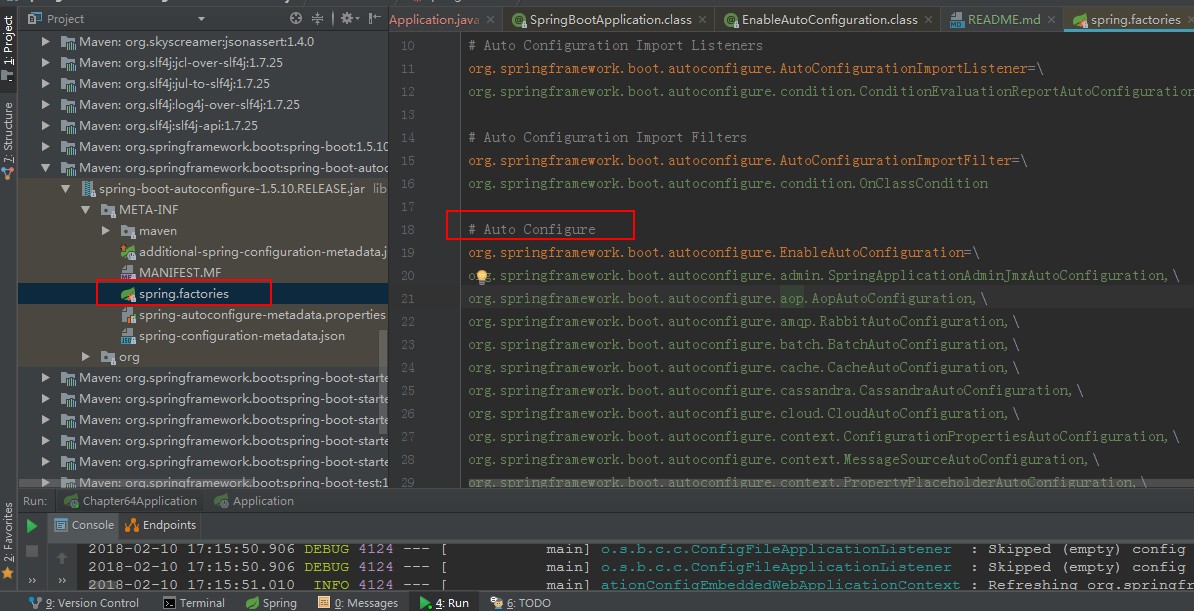 Project
Application.java
SpringBootApplication.class
EnableAutoConfiguration.class
README.md
spring.factories
1: Project
7: Structure
2: Favorites
Maven: org.skyscreamer:jsonassert:1.4.0
Maven: org.slf4j:jcl-over-slf4j:1.7.25
Maven: org.slf4j:jul-to-slf4j:1.7.25
Maven: org.slf4j:log4j-over-slf4j:1.7.25
Maven: org.slf4j:slf4j-api:1.7.25
Maven: org.springframework.boot:spring-boot:1.5.10
Maven: org.springframework.boot:spring-boot-autoc
spring-boot-autoconfigure-1.5.10.RELEASE.jar lib
META-INF
maven
additional-spring-configuration-metadata.j
MANIFEST.MF
spring.factories
spring-autoconfigure-metadata.properties
spring-configuration-metadata.json
org
Maven: org.springframework.boot:spring-boot-starte
Maven: org.springframework.boot:spring-boot-starte
Maven: org.springframework.boot:spring-boot-starte
Maven: org.springframework.boot:spring-boot-starte
Maven: org.springframework.boot:spring-boot-starte
Maven: org.springframework.boot:spring-boot-test:1
10 # Auto Configuration Import Listeners
11 org.springframework.boot.autoconfigure.AutoConfigurationImportListener=\
12 org.springframework.boot.autoconfigure.condition.ConditionEvaluationReportAutoConfiguration
13
14 # Auto Configuration Import Filters
15 org.springframework.boot.autoconfigure.AutoConfigurationImportFilter=\
16 org.springframework.boot.autoconfigure.condition.OnClassCondition
17
18 # Auto Configure
19 org.springframework.boot.autoconfigure.EnableAutoConfiguration=\
20 org.springframework.boot.autoconfigure.admin.SpringApplicationAdminJmxAutoConfiguration,\
21 org.springframework.boot.autoconfigure.aop.AopAutoConfiguration,\
22 org.springframework.boot.autoconfigure.amqp.RabbitAutoConfiguration,\
23 org.springframework.boot.autoconfigure.batch.BatchAutoConfiguration,\
24 org.springframework.boot.autoconfigure.cache.CacheAutoConfiguration,\
25 org.springframework.boot.autoconfigure.cassandra.CassandraAutoConfiguration,\
26 org.springframework.boot.autoconfigure.cloud.CloudAutoConfiguration,\
27 org.springframework.boot.autoconfigure.context.ConfigurationPropertiesAutoConfiguration,\
28 org.springframework.boot.autoconfigure.context.MessageSourceAutoConfiguration,\
29 org.springframework.boot.autoconfigure.context.PropertyPlaceholderAutoConfiguration,\
Run: Chapter64Application Application
Console Endpoints
2018-02-10 17:15:50.906 DEBUG 4124 --- [ main] o.s.b.c.c.ConfigFileApplicationListener : Skipped (empty) config
2018-02-10 17:15:50.906 DEBUG 4124 --- [ main] o.s.b.c.c.ConfigFileApplicationListener : Skipped (empty) config
2018-02-10 17:15:51.010 INFO 4124 --- [ main] ationConfigEmbeddedWebApplicationContext : Refreshing org.springfr
9: Version Control Terminal Spring 0: Messages 4: Run 6: TODO